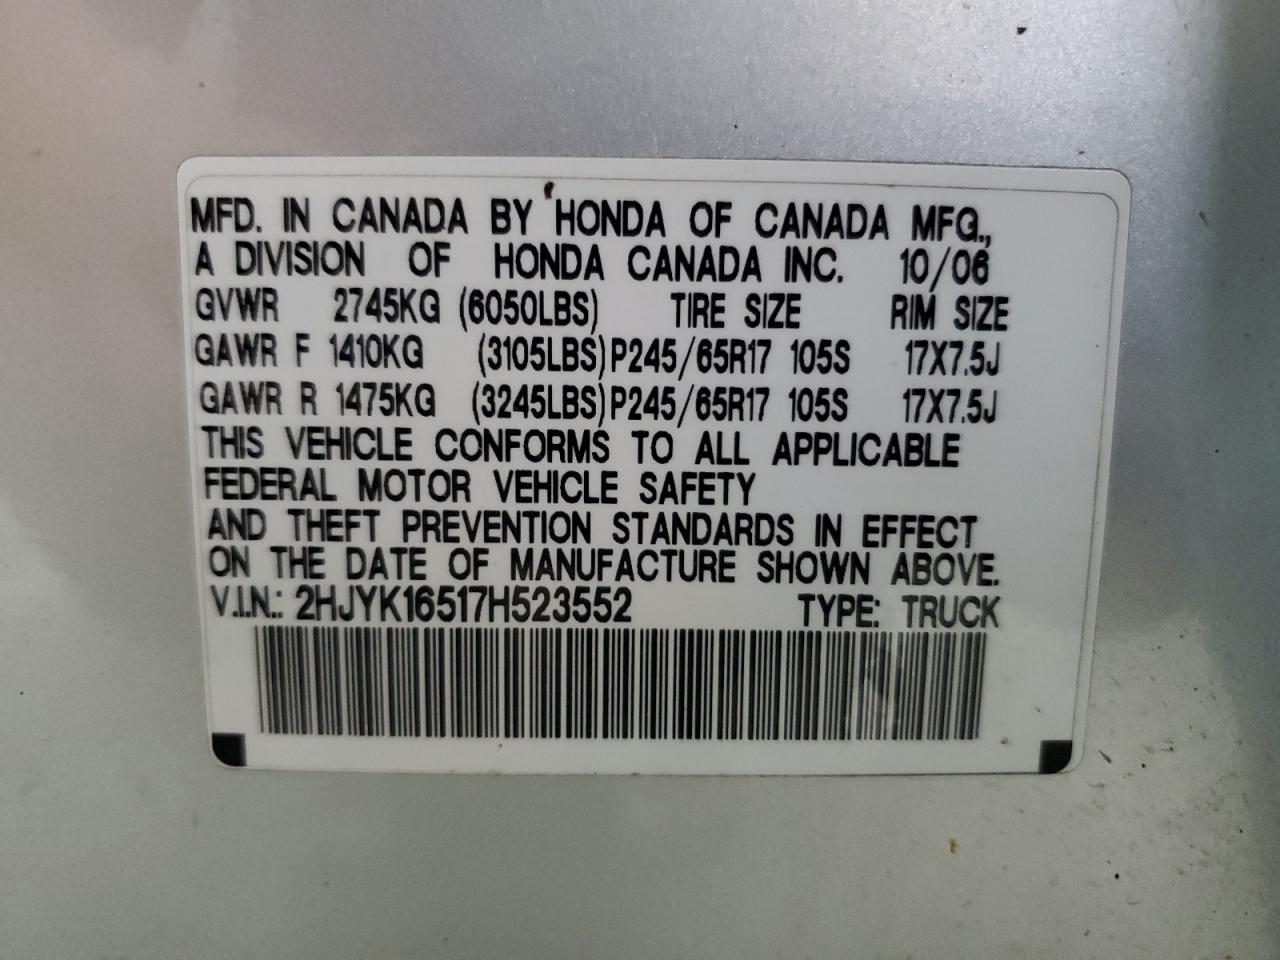 MFD. IN CANADA BY HONDA OF CANADA MFG.,
A DIVISION OF HONDA CANADA INC. 10/06
GVWR 2745KG (6050LBS) TIRE SIZE RIM SIZE
GAWR F 1410KG (3105LBS) P245/65R17 105S 17X7.5J
GAWR R 1475KG (3245LBS) P245/65R17 105S 17X7.5J
THIS VEHICLE CONFORMS TO ALL APPLICABLE
FEDERAL MOTOR VEHICLE SAFETY
AND THEFT PREVENTION STANDARDS IN EFFECT
ON THE DATE OF MANUFACTURE SHOWN ABOVE.
V.I.N.: 2HJYK16517H523552 TYPE: TRUCK